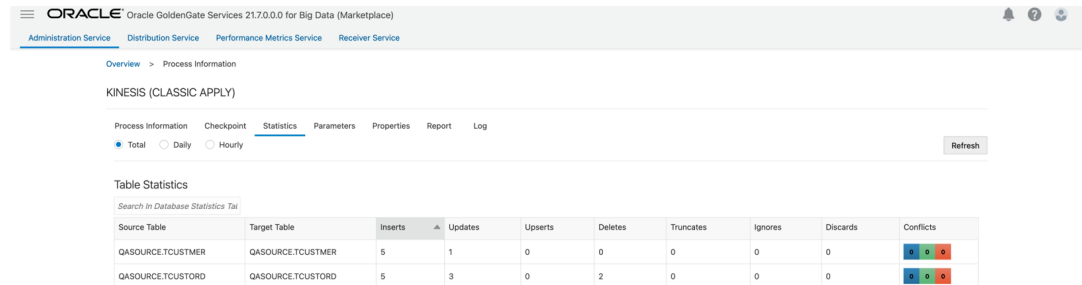 ORACLE Oracle GoldenGate Services 21.7.0.0.0 for Big Data (Marketplace)
Administration Service Distribution Service Performance Metrics Service Receiver Service
Overview > Process Information
KINESIS (CLASSIC APPLY)
Process Information Checkpoint Statistics Parameters Properties Report Log
Total Daily Hourly
Refresh
Table Statistics
Search In Database Statistics Tal
Source Table Target Table Inserts Updates Upserts Deletes Truncates Ignores Discards Conflicts
QASOURCE.TCUSTMER QASOURCE.TCUSTMER 5 1 0 0 0 0 0 0 0 0
QASOURCE.TCUSTORD QASOURCE.TCUSTORD 5 3 0 2 0 0 0 0 0 0